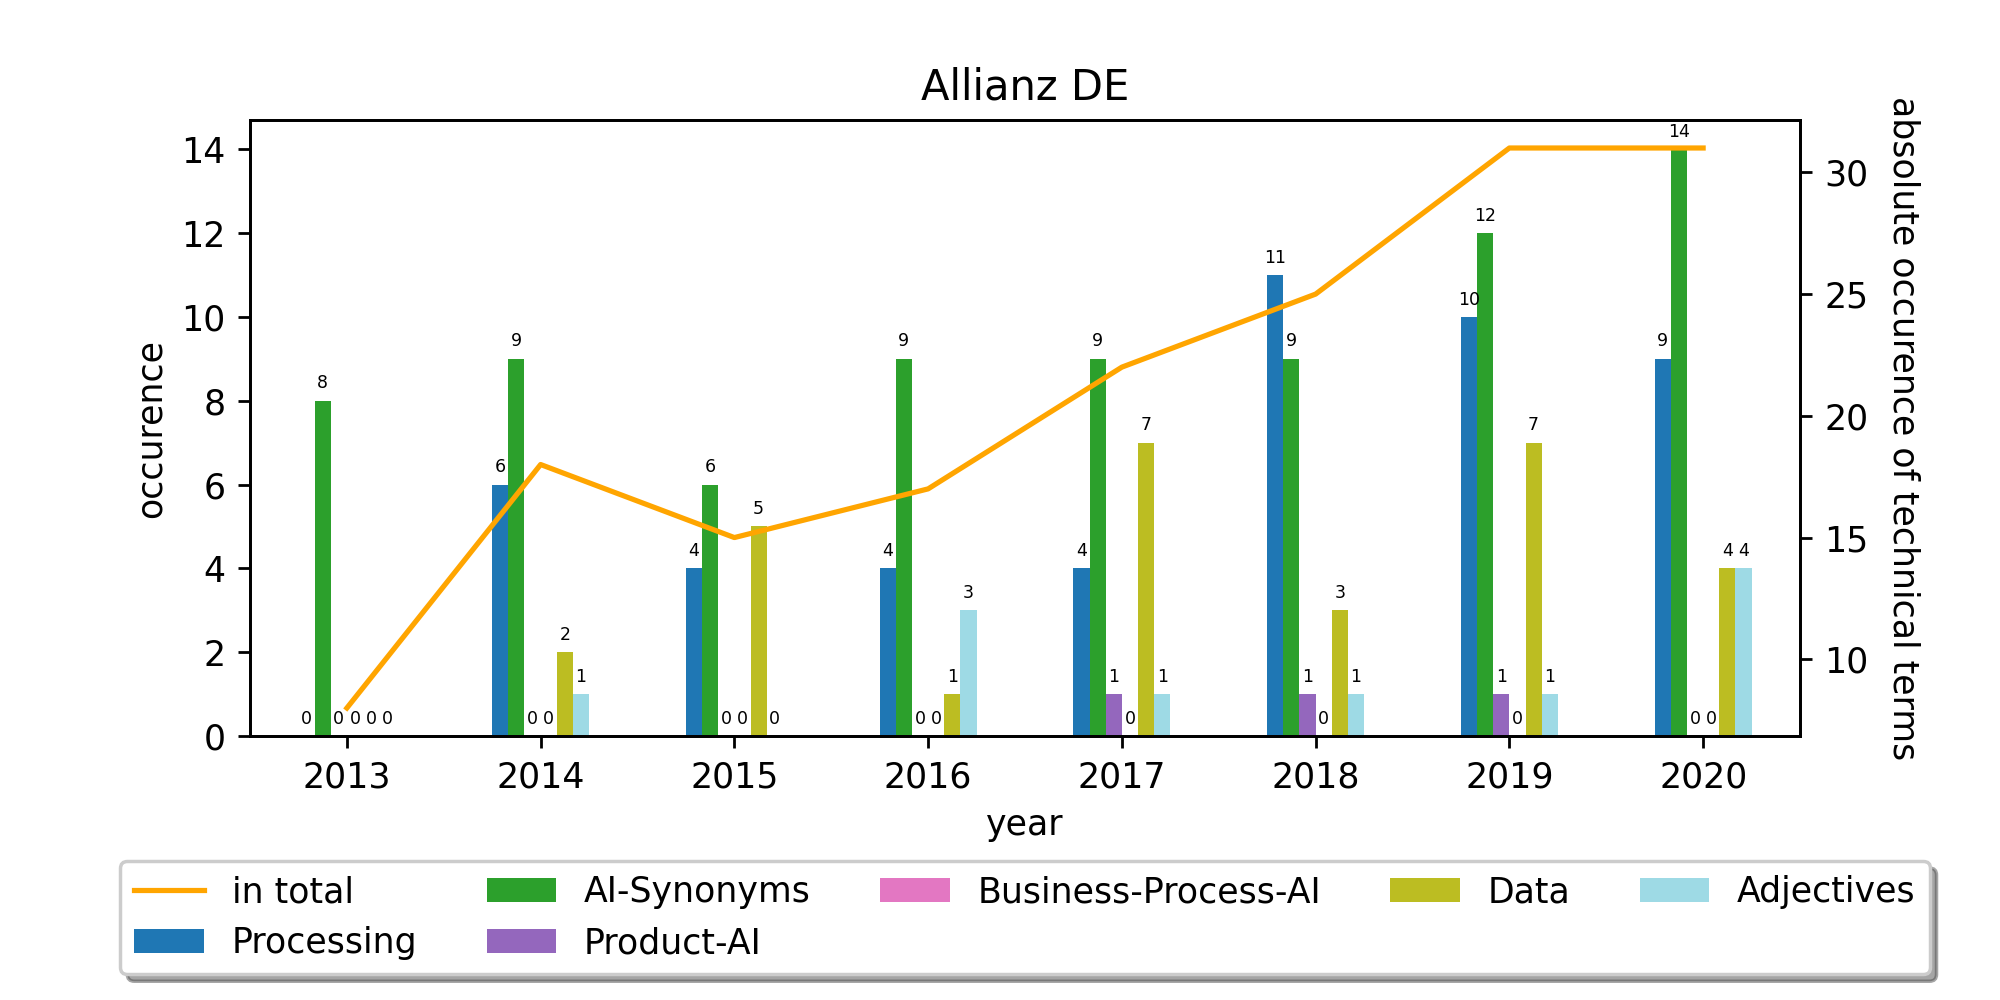 Allianz DE
14
12
10
8
6
4
2
0
occurence
30
25
20
15
10
absolute occurence of technical terms
0 8 0 0 0 0
6 9 0 0 2 1
4 6 0 0 5 0
4 9 0 0 1 3
4 9 1 0 7 1
11 9 1 0 3 1
10 12 1 0 7 1
9 14 0 0 4 4
2013 2014 2015 2016 2017 2018 2019 2020
year
in total AI-Synonyms Business-Process-AI Data Adjectives
Processing Product-AI